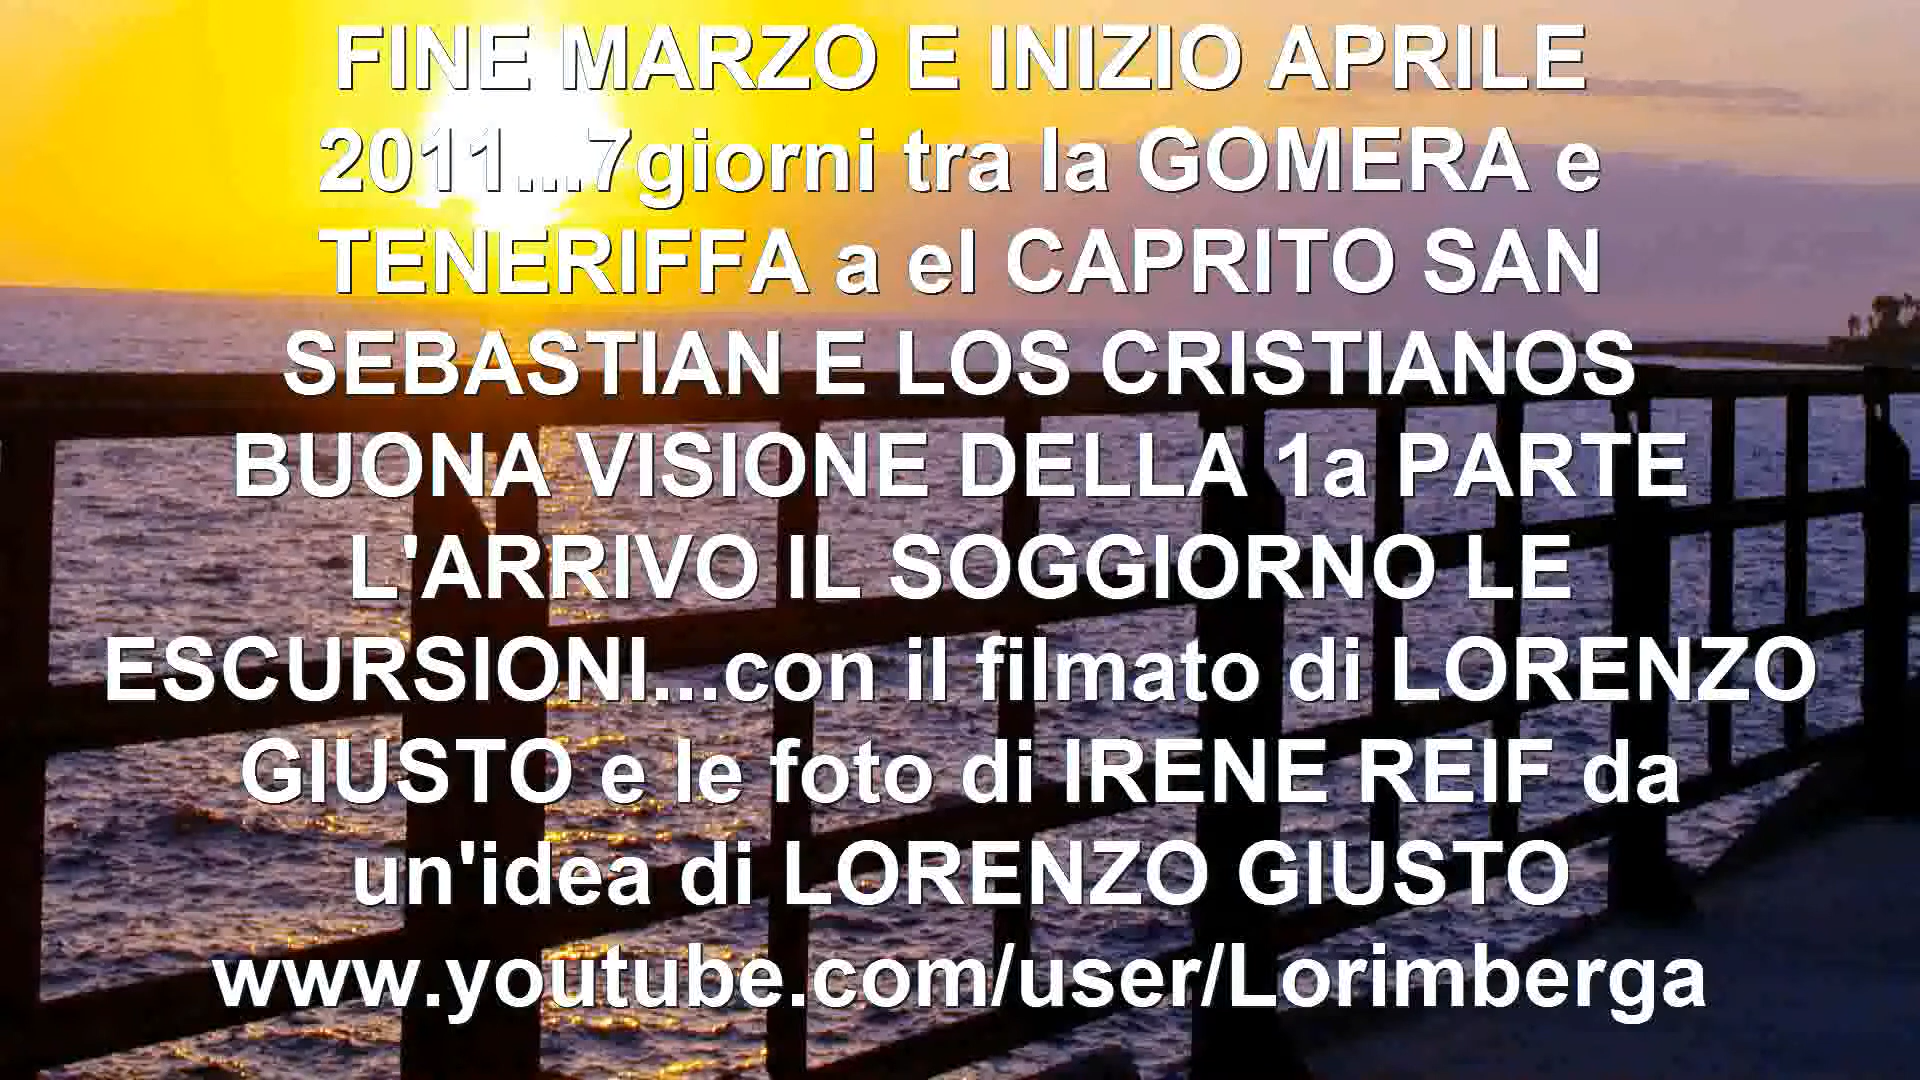 FINE MARZO E INIZIO APRILE
2011...7giorni tra la GOMERA e
TENERIFFA a el CAPRITO SAN
SEBASTIAN E LOS CRISTIANOS
BUONA VISIONE DELLA 1a PARTE
L'ARRIVO IL SOGGIORNO LE
ESCURSIONI...con il filmato di LORENZO
GIUSTO e le foto di IRENE REIF da
un'idea di LORENZO GIUSTO
www.youtube.com/user/Lorimberga